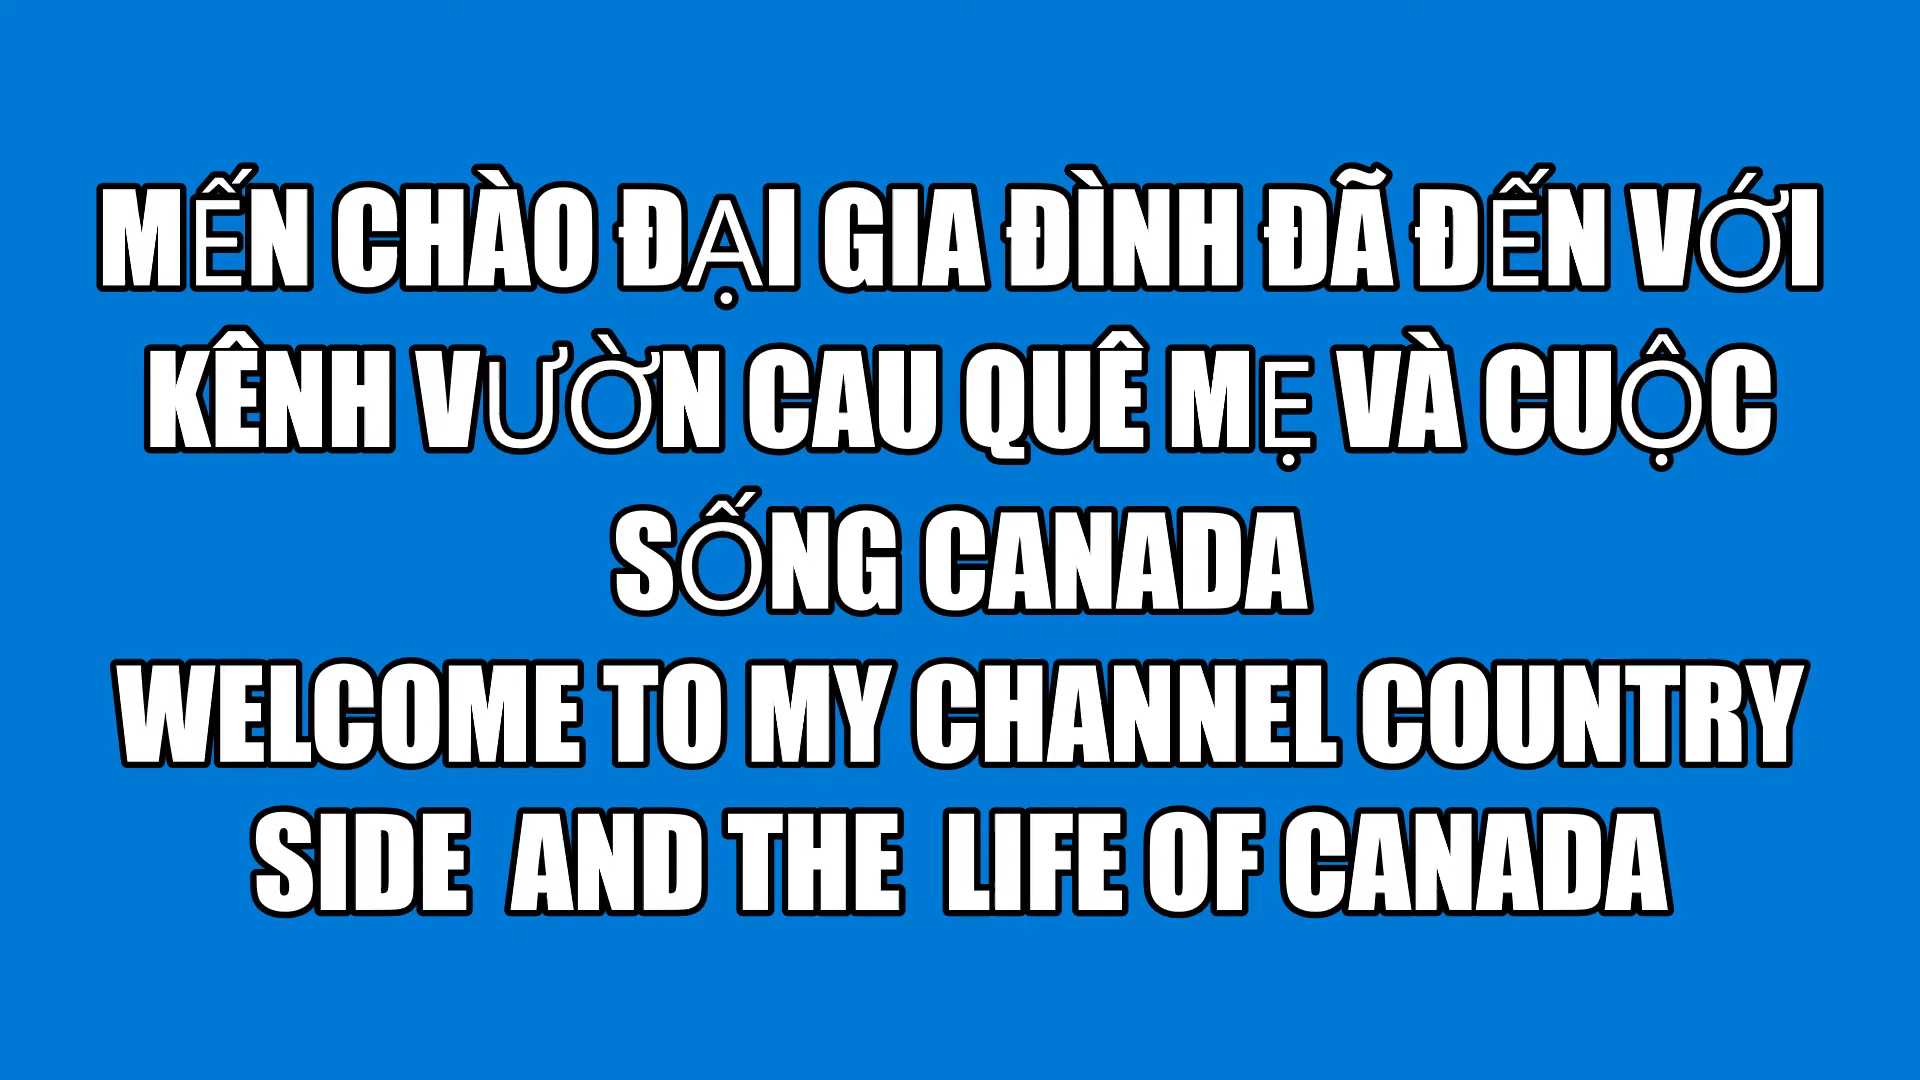 MẾN CHÀO ĐẠI GIA ĐÌNH ĐÃ ĐẾN VỚI
KÊNH VƯỜN CAU QUÊ MẸ VÀ CUỘC
SỐNG CANADA
WELCOME TO MY CHANNEL COUNTRY
SIDE  AND THE  LIFE OF CANADA